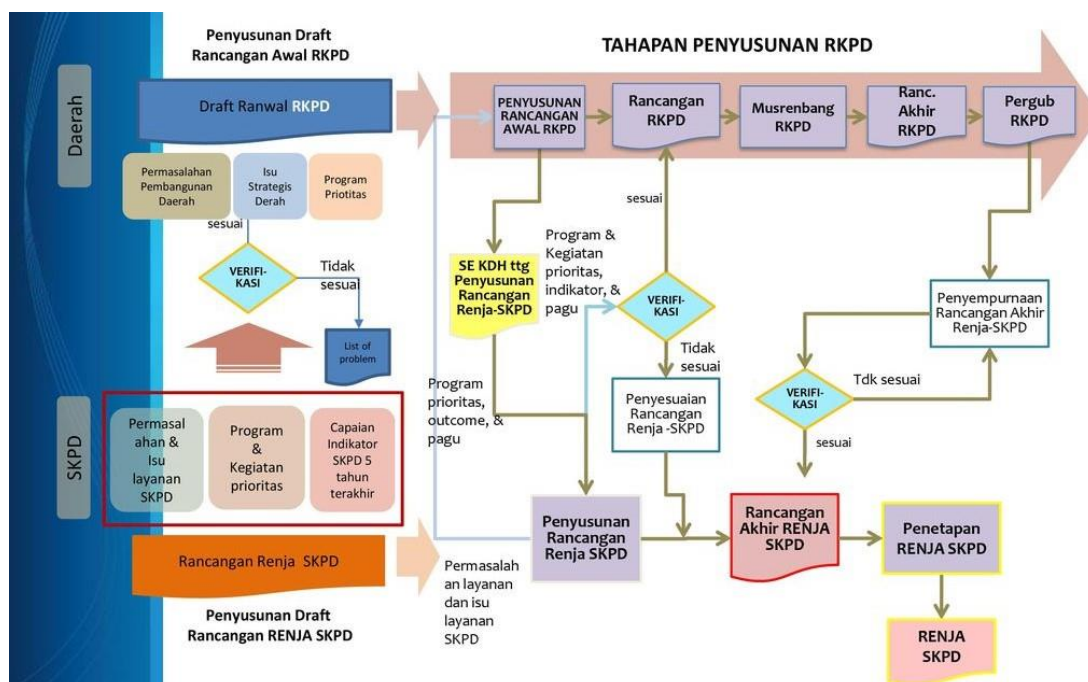 Penyusunan Draft
Rancangan Awal RKPD
TAHAPAN PENYUSUNAN RKPD
Daerah
Draft Ranwal RKPD
PENYUSUNAN
RANCANGAN
AWAL RKPD
Rancangan
RKPD
Musrenbang
RKPD
Ranc.
Akhir
RKPD
Pergub
RKPD
Permasalahan
Pembangunan
Daerah
Isu
Strategis
Derah
Program
Priotitas
sesuai
VERIFI-
KASI
Tidak
sesuai
List of
problem
SE KDH ttg
Penyusunan
Rancangan
Renja-SKPD
Program &
Kegiatan
prioritas,
indikator, &
pagu
sesuai
VERIFI-
KASI
Tidak
sesuai
Penyesuaian
Rancangan
Renja -SKPD
Penyempurnaan
Rancangan Akhir
Renja-SKPD
VERIFI-
KASI
Tdk sesuai
sesuai
Program
prioritas,
outcome, &
pagu
SKPD
Permasal
ahan &
Isu
layanan
SKPD
Program
&
Kegiatan
prioritas
Capaian
Indikator
SKPD 5
tahun
terakhir
Rancangan Renja SKPD
Penyusunan Draft
Rancangan RENJA SKPD
Permasalah
an layanan
dan isu
layanan
SKPD
Penyusunan
Rancangan
Renja SKPD
Rancangan
Akhir RENJA
SKPD
Penetapan
RENJA SKPD
RENJA
SKPD